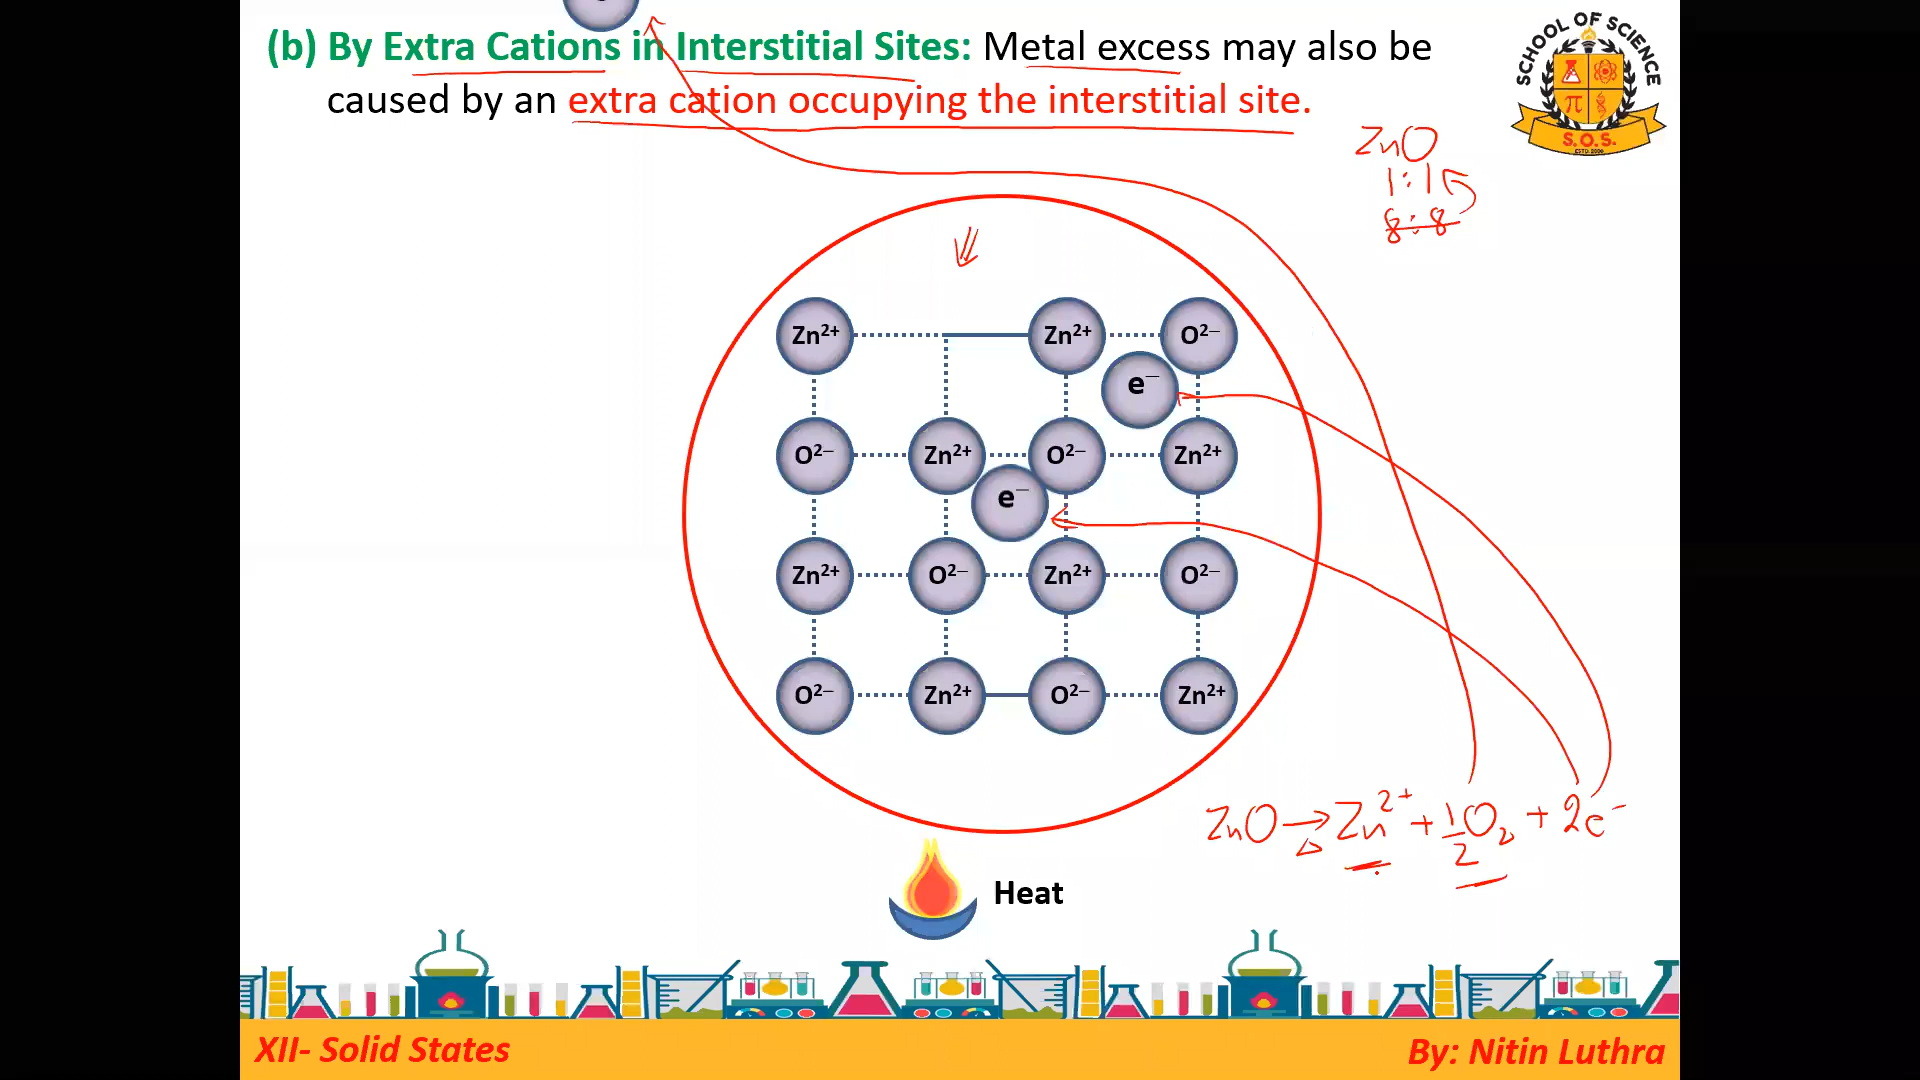 (b) By Extra Cations in Interstitial Sites: Metal excess may also be
caused by an extra cation occupying the interstitial site.
SCHOOL OF SCIENCE
π
S.O.S.
ESTD. 2006
ZnO
1:1
8:8
Zn²⁺ Zn²⁺ O²⁻
e⁻
O²⁻ Zn²⁺ O²⁻ Zn²⁺
e⁻
Zn²⁺ O²⁻ Zn²⁺ O²⁻
O²⁻ Zn²⁺ O²⁻ Zn²⁺
ZnO →Δ Zn²⁺ + 1/2 O₂ + 2e⁻
Heat
XII- Solid States
By: Nitin Luthra